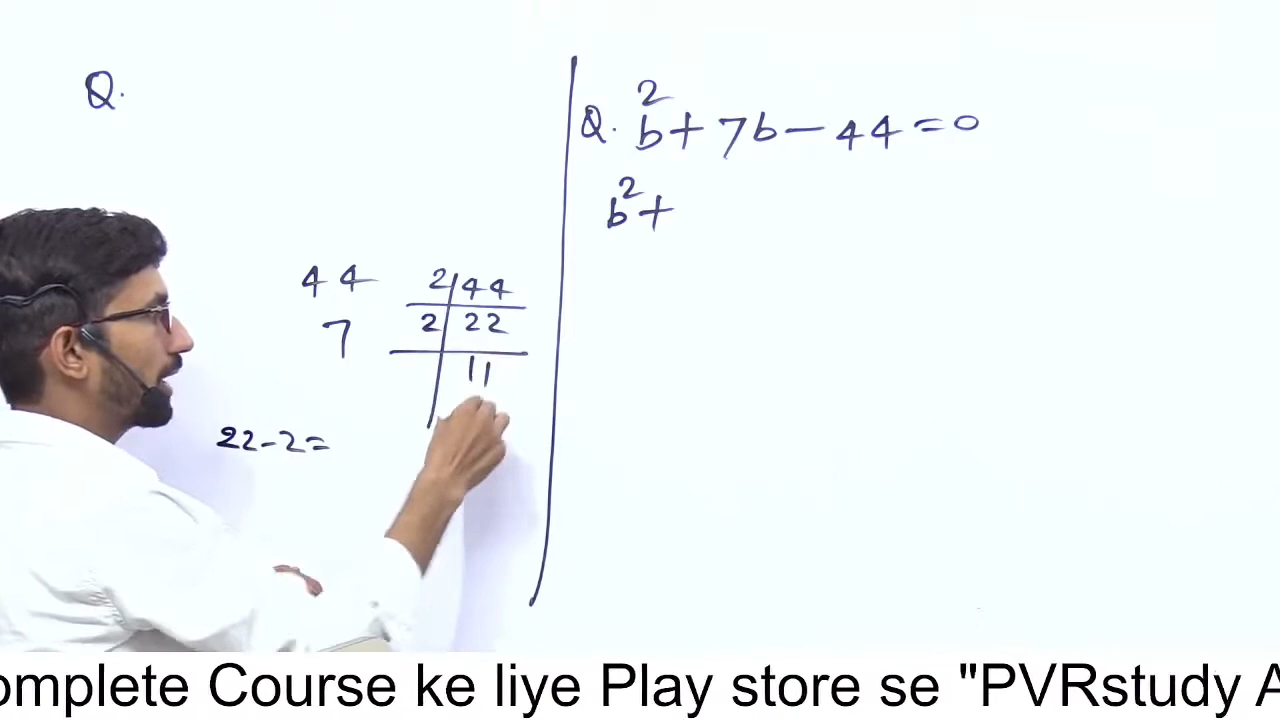 Q.
44
7
2 | 44
2 | 22
11
22-2=
Q. b² + 7b - 44 = 0
b² +
omplete Course ke liye Play store se "PVRstudy A